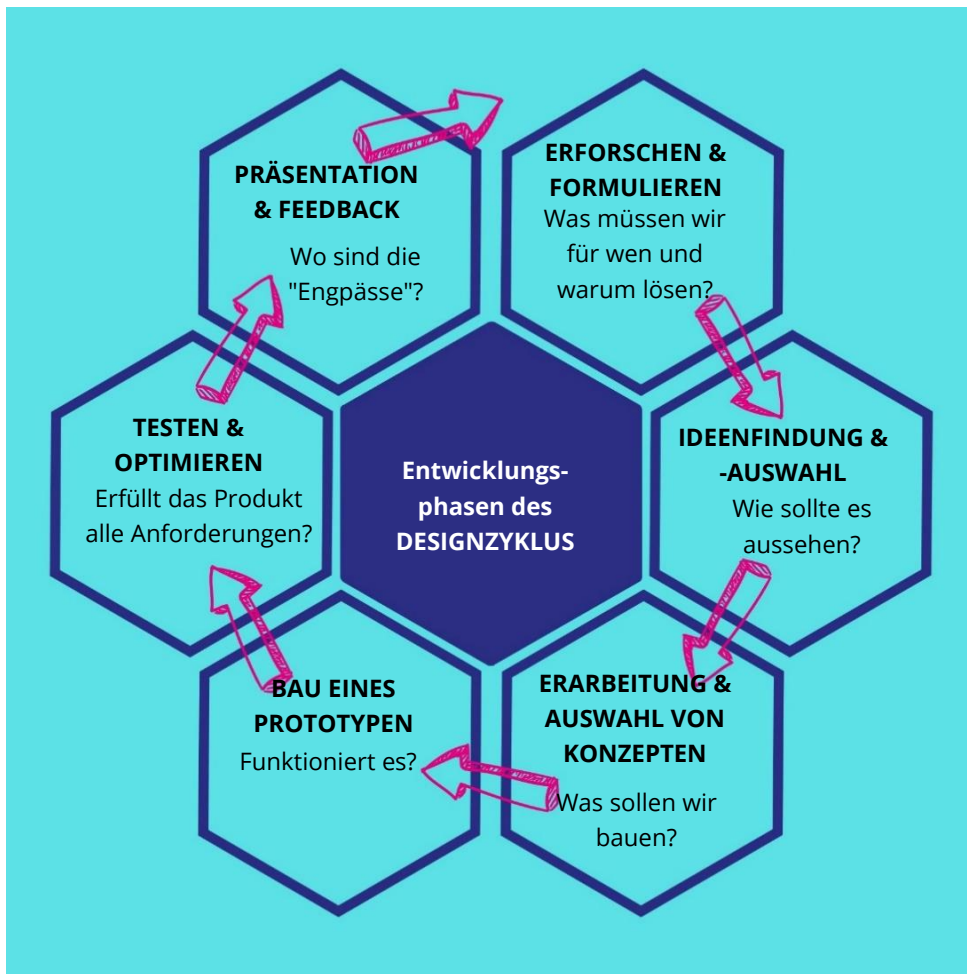 PRÄSENTATION
& FEEDBACK
Wo sind die
"Engpässe"?
ERFORSCHEN &
FORMULIEREN
Was müssen wir
für wen und
warum lösen?
TESTEN &
OPTIMIEREN
Erfüllt das Produkt
alle Anforderungen?
Entwicklungs-
phasen des
DESIGNZYKLUS
IDEENFINDUNG &
-AUSWAHL
Wie sollte es
aussehen?
BAU EINES
PROTOTYPEN
Funktioniert es?
ERARBEITUNG &
AUSWAHL VON
KONZEPTEN
Was sollen wir
bauen?